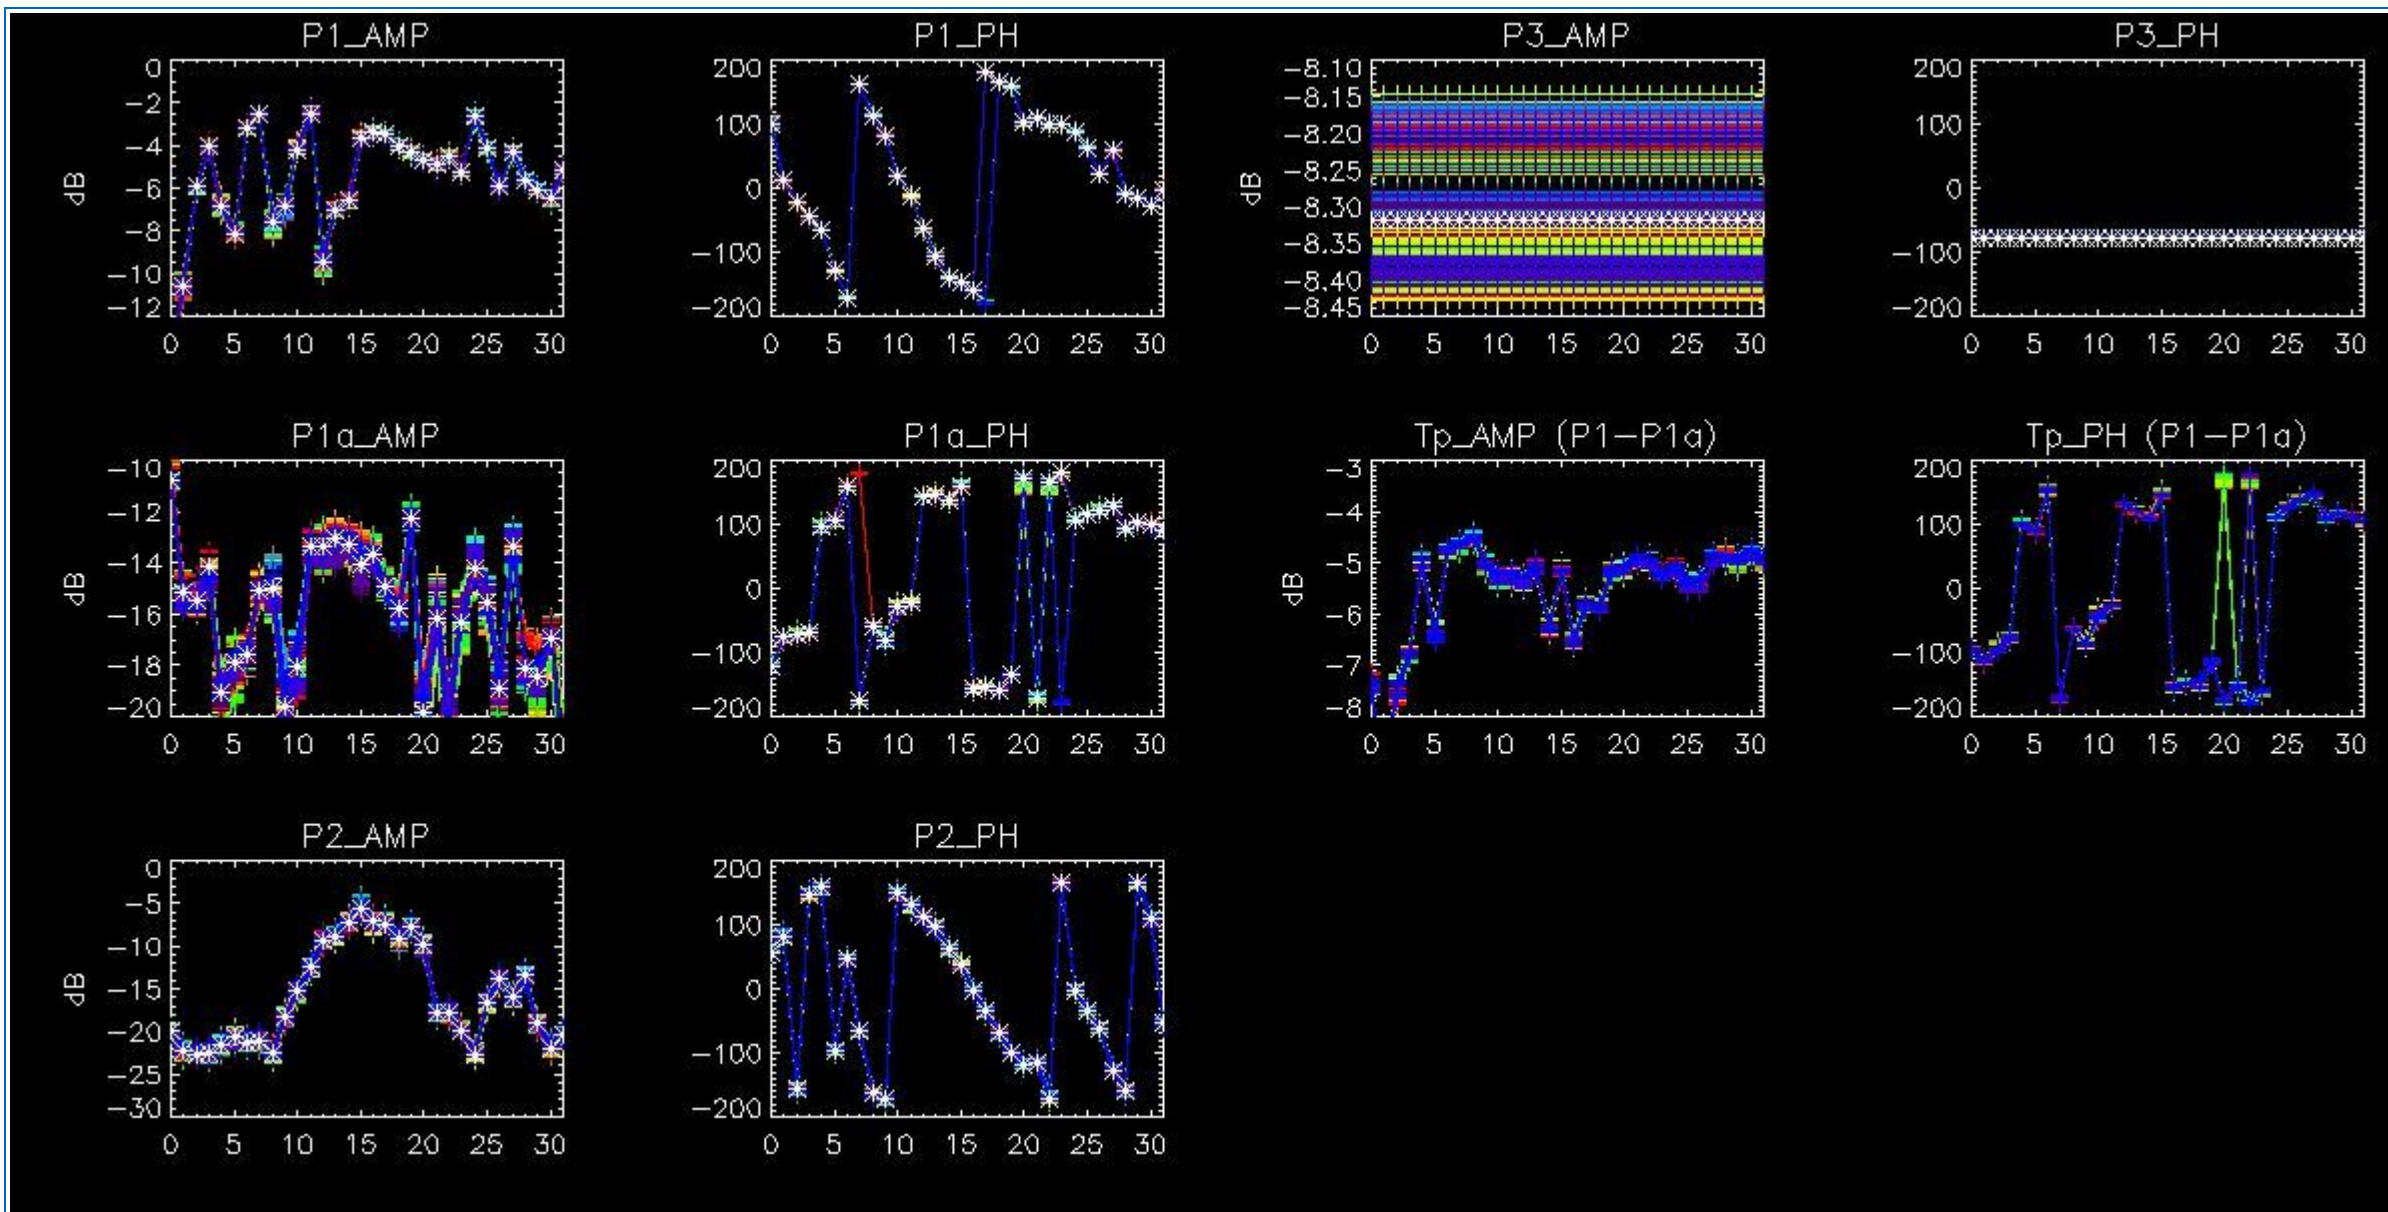 P1_AMP
0
−2
−4
−6
−8
−10
−12
dB
0 5 10 15 20 25 30
P1_PH
200
100
0
−100
−200
0 5 10 15 20 25 30
P3_AMP
−8.10
−8.15
−8.20
−8.25
−8.30
−8.35
−8.40
−8.45
dB
0 5 10 15 20 25 30
P3_PH
200
100
0
−100
−200
0 5 10 15 20 25 30
P1a_AMP
−10
−12
−14
−16
−18
−20
dB
0 5 10 15 20 25 30
P1a_PH
200
100
0
−100
−200
0 5 10 15 20 25 30
Tp_AMP (P1−P1a)
−3
−4
−5
−6
−7
−8
dB
0 5 10 15 20 25 30
Tp_PH (P1−P1a)
200
100
0
−100
−200
0 5 10 15 20 25 30
P2_AMP
0
−5
−10
−15
−20
−25
−30
dB
0 5 10 15 20 25 30
P2_PH
200
100
0
−100
−200
0 5 10 15 20 25 30